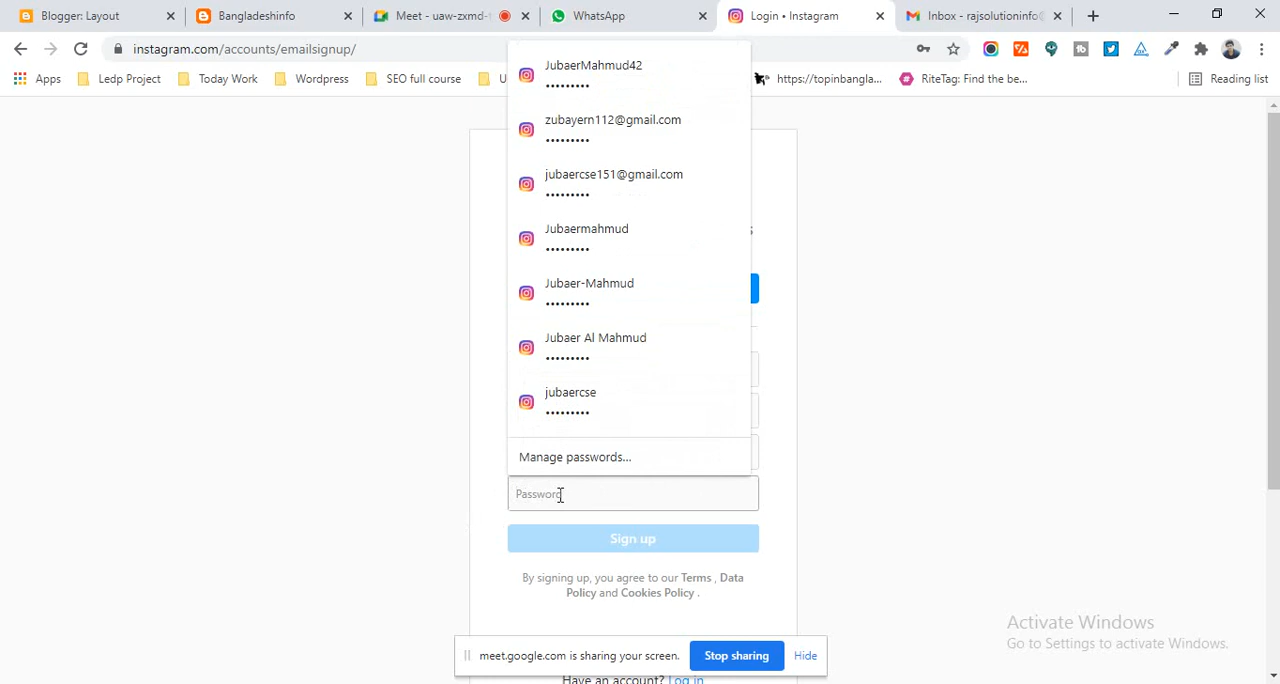 Blogger: Layout
Bangladeshinfo
Meet - uaw-zxmd-
WhatsApp
Login • Instagram
Inbox - rajsolutioninfo@
instagram.com/accounts/emailsignup/
Apps
Ledp Project
Today Work
Wordpress
SEO full course
https://topinbangla...
RiteTag: Find the be...
Reading list
JubaerMahmud42
•••••••••
zubayern112@gmail.com
•••••••••
jubaercse151@gmail.com
•••••••••
Jubaermahmud
•••••••••
Jubaer-Mahmud
•••••••••
Jubaer Al Mahmud
•••••••••
jubaercse
•••••••••
Manage passwords...
Password
Sign up
By signing up, you agree to our Terms , Data
Policy and Cookies Policy .
Activate Windows
Go to Settings to activate Windows.
meet.google.com is sharing your screen.
Stop sharing
Hide
Have an account? Log in